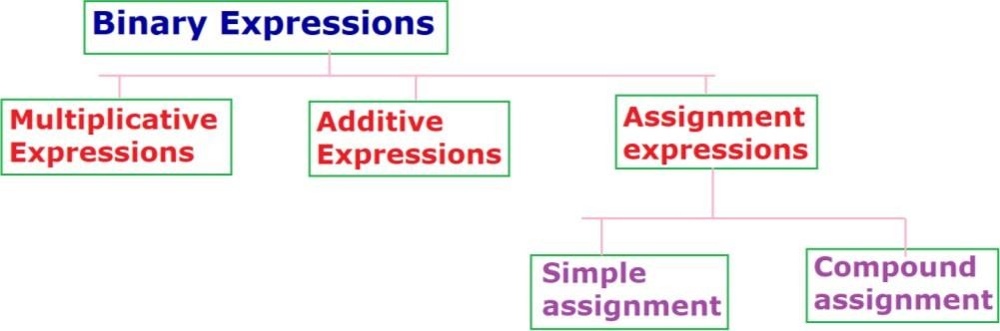 Binary Expressions
Multiplicative
Expressions
Additive
Expressions
Assignment
expressions
Simple
assignment
Compound
assignment